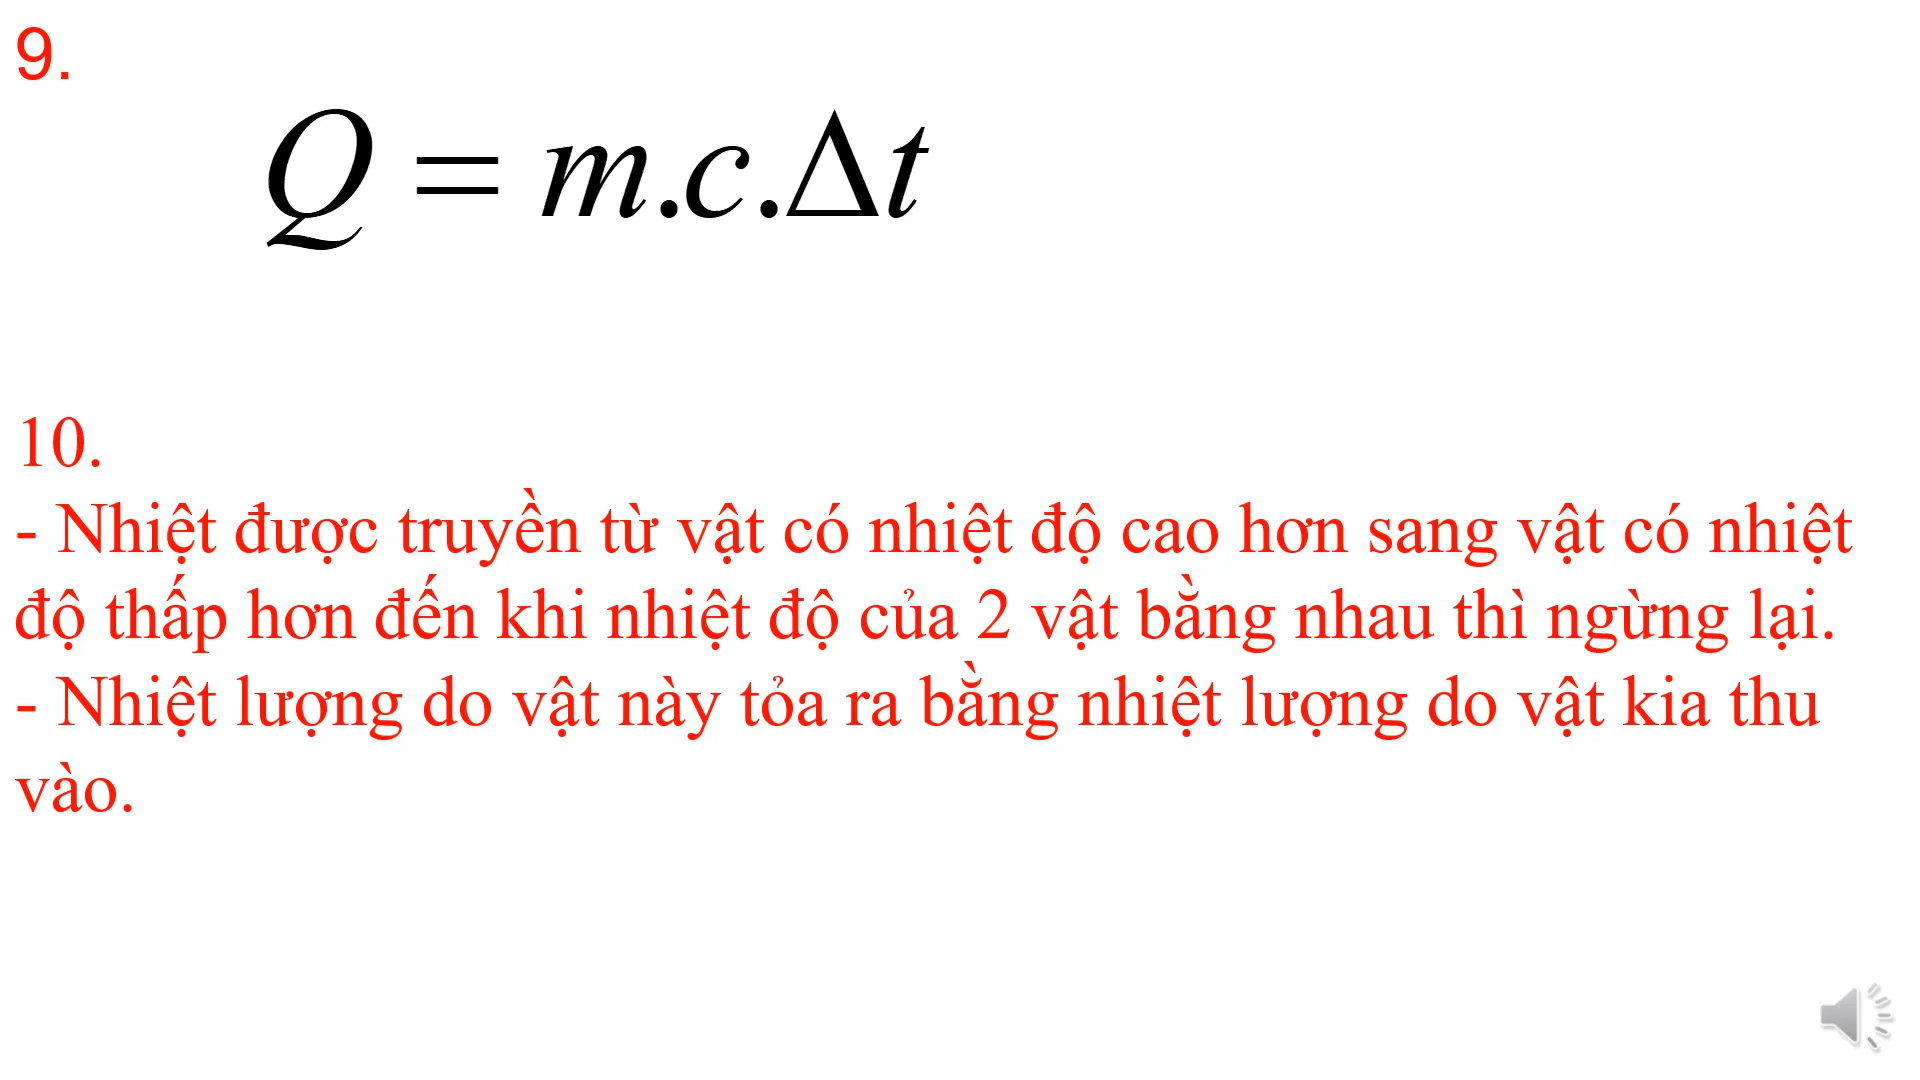 9.
Q = m.c.Δt
10.
- Nhiệt được truyền từ vật có nhiệt độ cao hơn sang vật có nhiệt
độ thấp hơn đến khi nhiệt độ của 2 vật bằng nhau thì ngừng lại.
- Nhiệt lượng do vật này tỏa ra bằng nhiệt lượng do vật kia thu
vào.